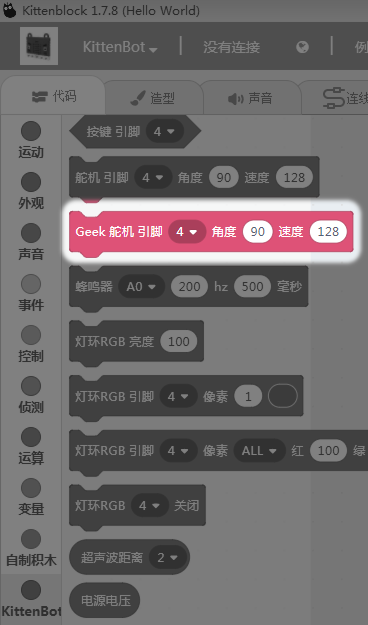 Kittenblock 1.7.8 (Hello World)
KittenBot 没有连接 例
代码 造型 声音 连线
运动
外观
声音
事件
控制
侦测
运算
变量
自制积木
KittenBot
按键 引脚 4
舵机 引脚 4 角度 90 速度 128
Geek 舵机 引脚 4 角度 90 速度 128
蜂鸣器 A0 200 hz 500 毫秒
灯环RGB 亮度 100
灯环RGB 引脚 4 像素 1
灯环RGB 引脚 4 像素 ALL 红 100 绿
灯环RGB 4 关闭
超声波距离 2
电源电压